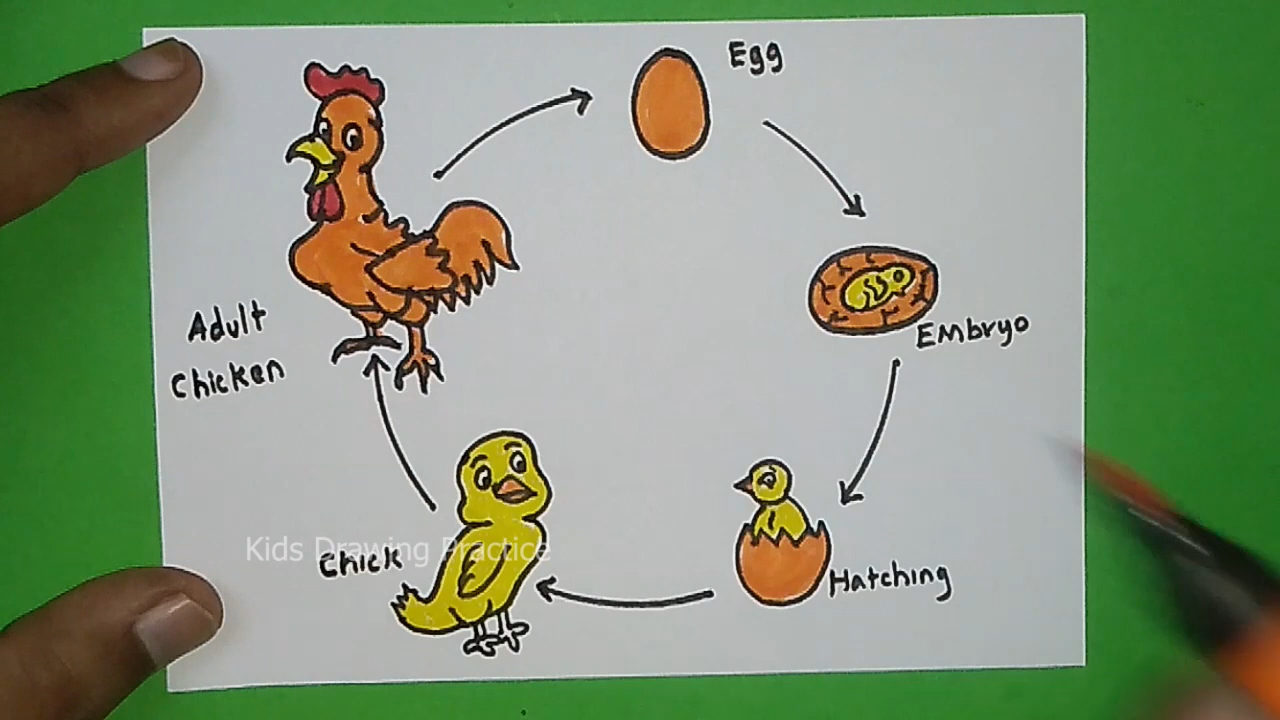 Egg
Embryo
Adult
Chicken
Kids Drawing Practice
Chick
Hatching